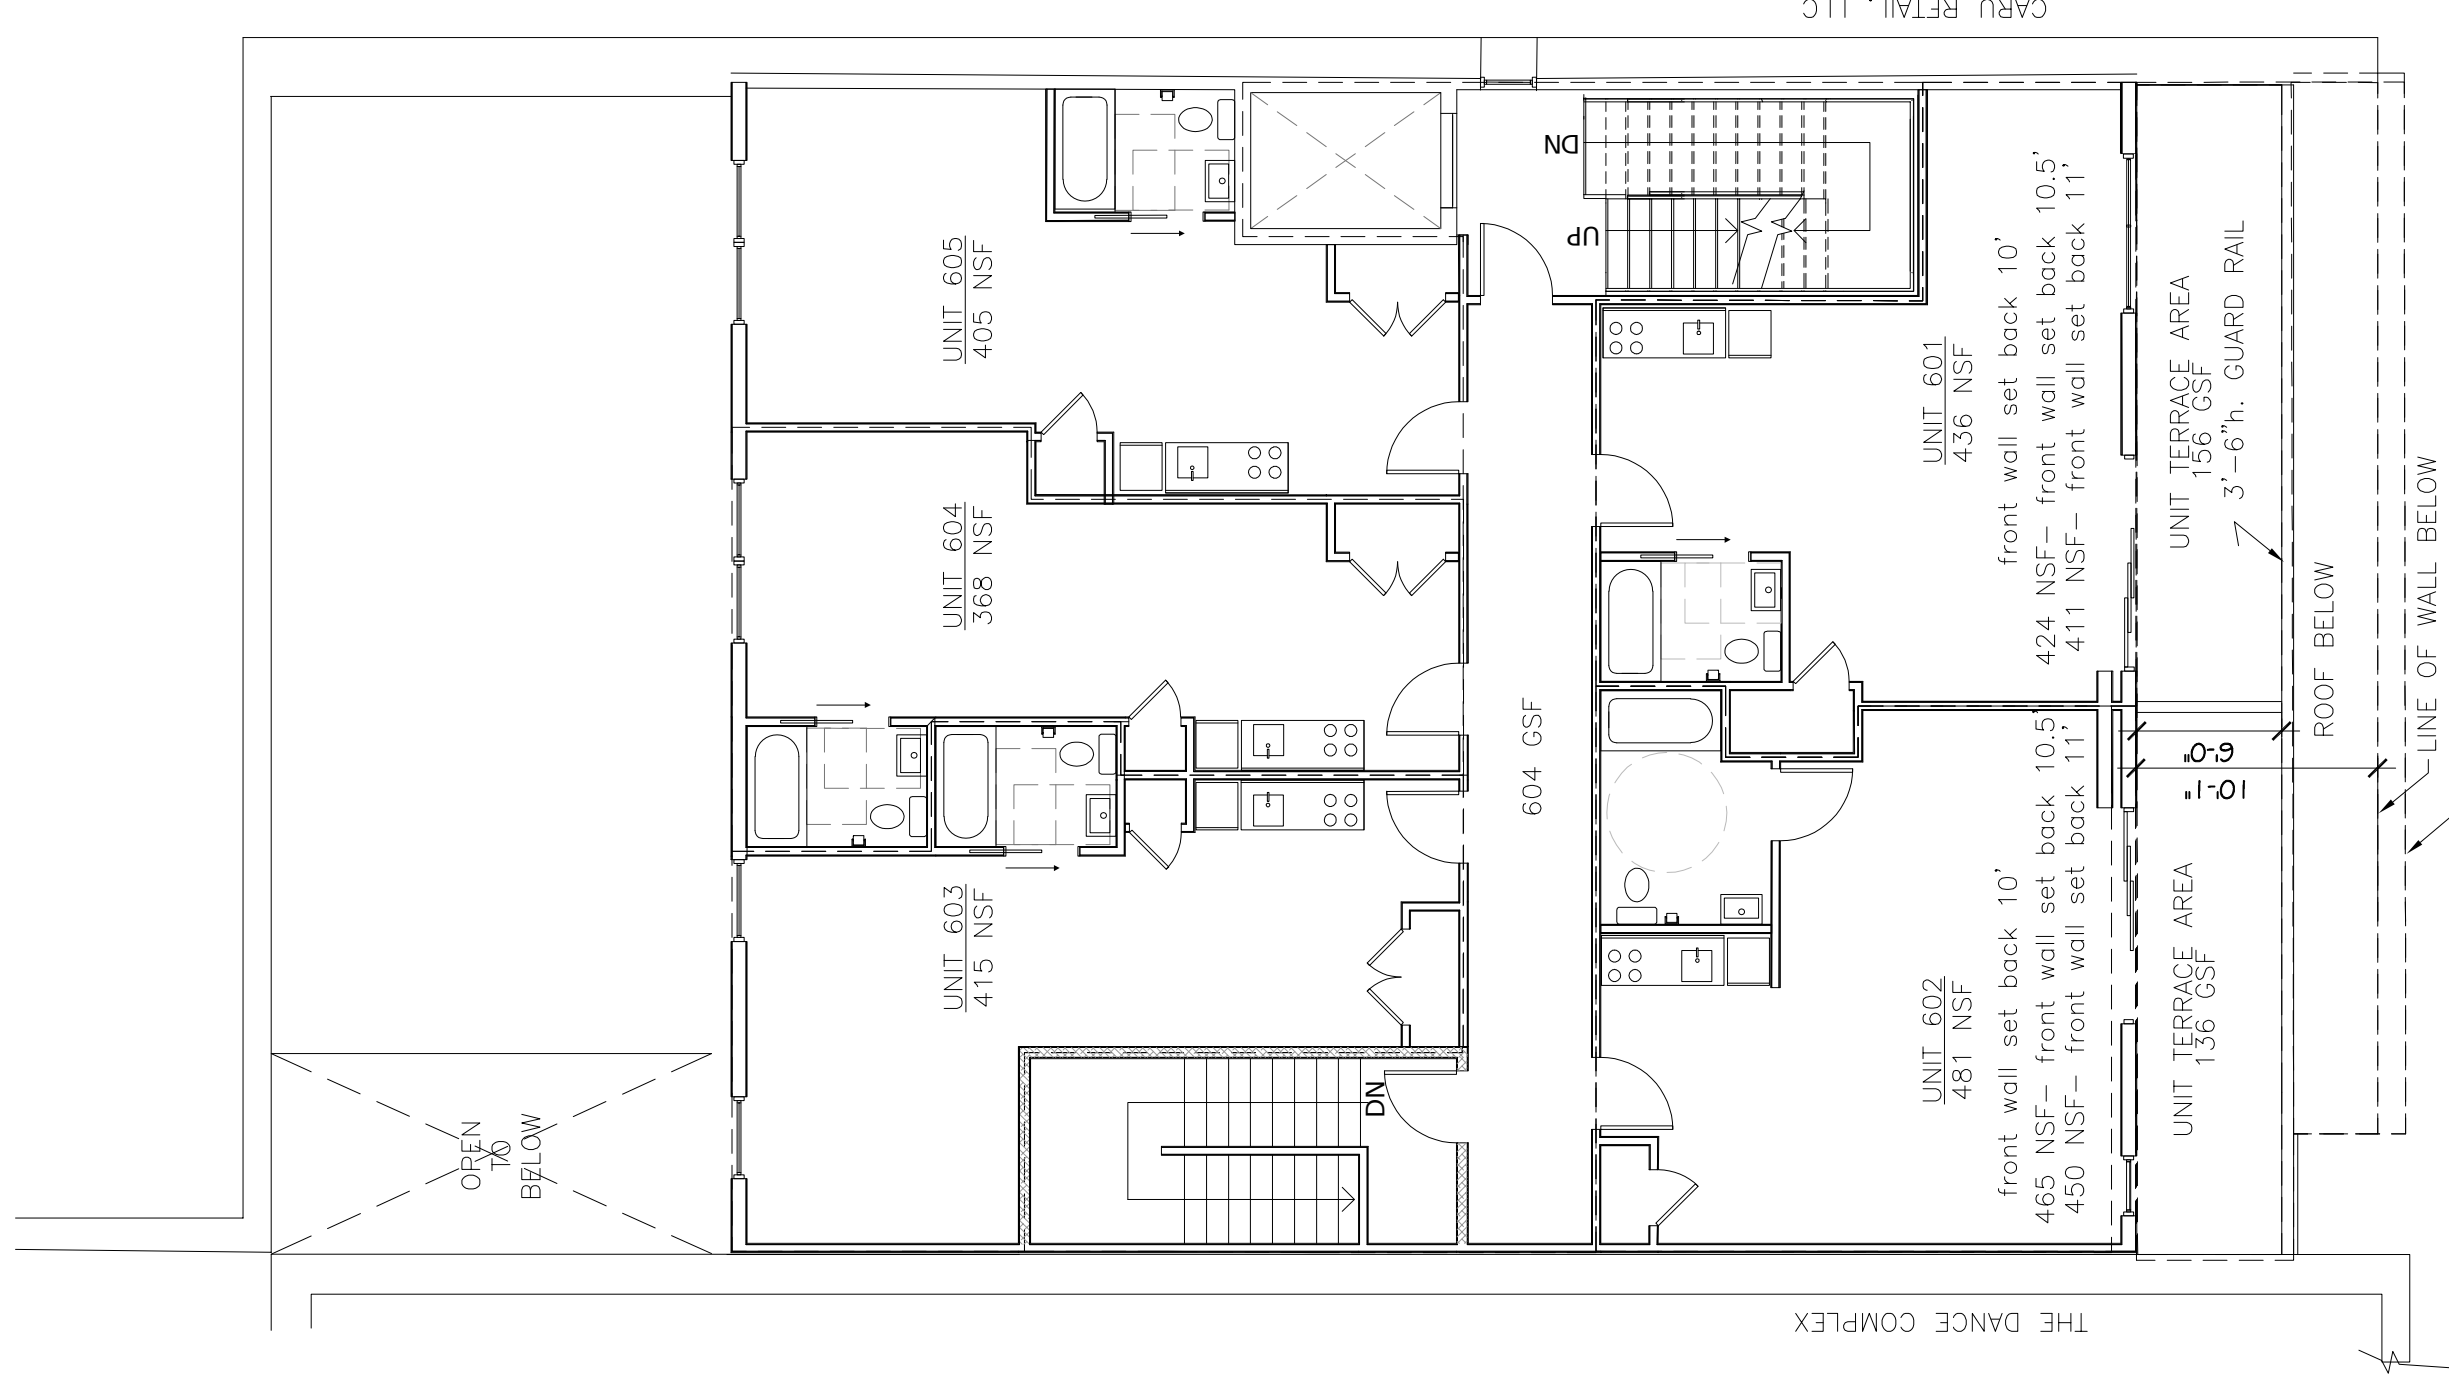 CARU RETAIL, LLC
UNIT 605
405 NSF
UNIT 604
368 NSF
UNIT 603
415 NSF
DN
UP
UNIT 601
436 NSF
front wall set back 10'
424 NSF- front wall set back 10.5'
411 NSF- front wall set back 11'
UNIT TERRACE AREA
156 GSF
3'-6"h. GUARD RAIL
604 GSF
ROOF BELOW
LINE OF WALL BELOW
6'-0"
10'-1"
DN
UNIT 602
481 NSF
front wall set back 10'
465 NSF- front wall set back 10.5'
450 NSF- front wall set back 11'
UNIT TERRACE AREA
136 GSF
OPEN
TO
BELOW
THE DANCE COMPLEX